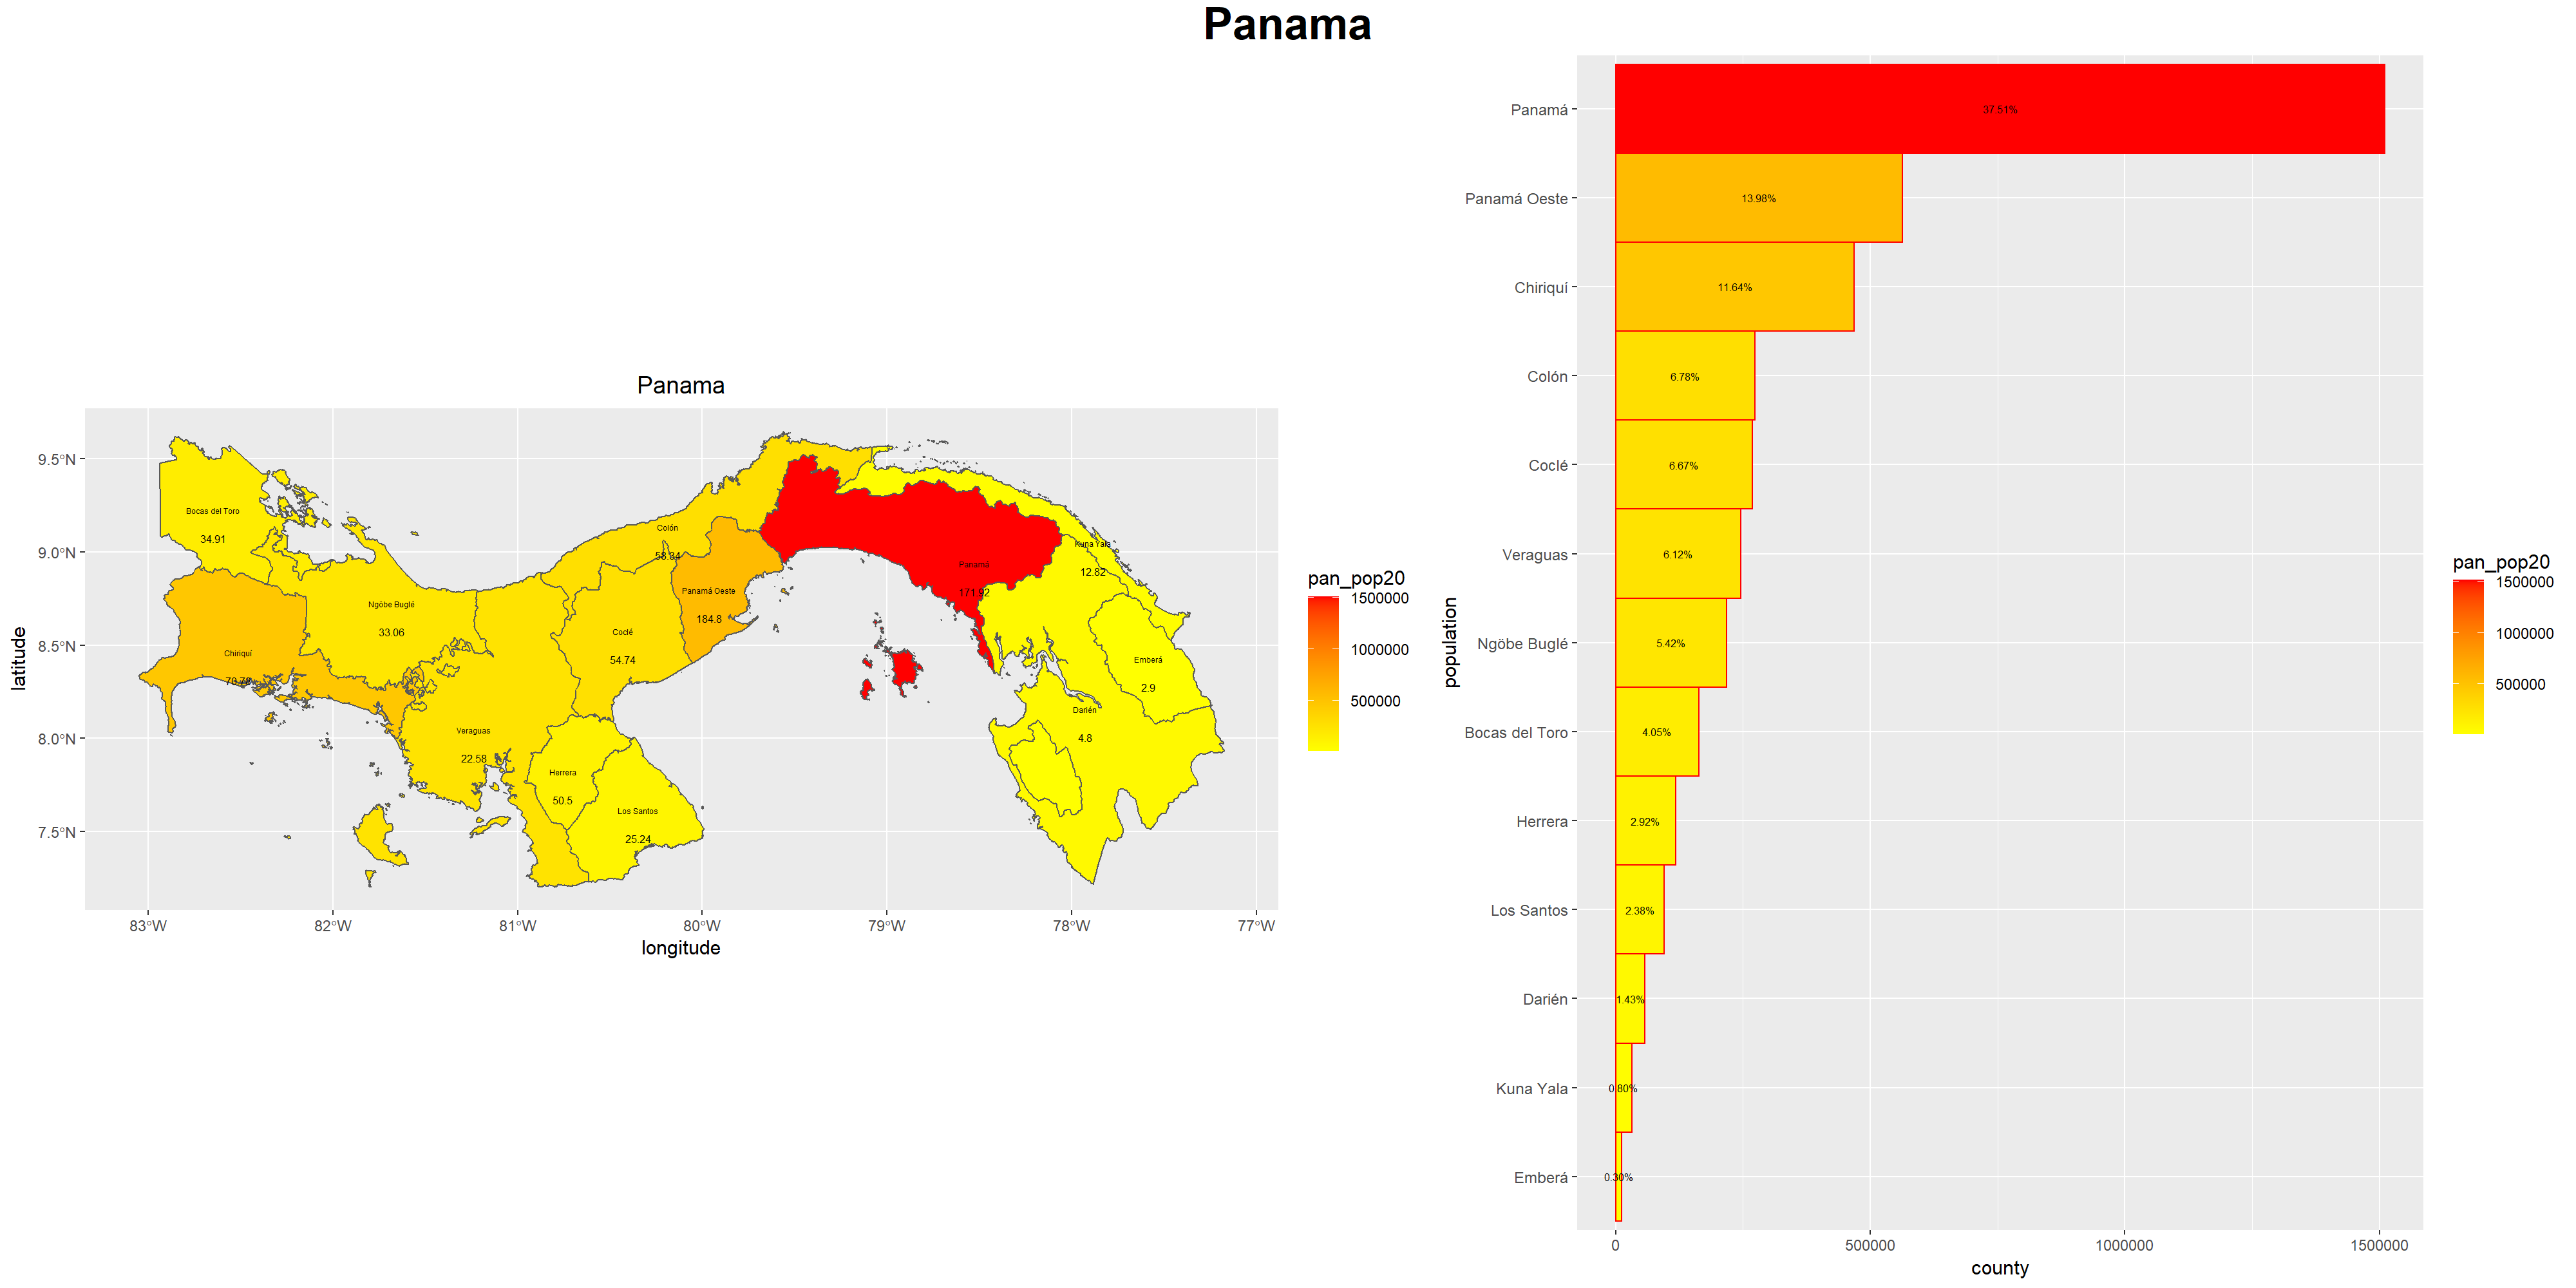 Panama
Panama
9.5°N
9.0°N
8.5°N
8.0°N
7.5°N
latitude
83°W
82°W
81°W
80°W
79°W
78°W
77°W
longitude
Bocas del Toro
34.91
Chiriquí
70.78
Ngöbe Buglé
33.06
Veraguas
22.58
Herrera
50.5
Los Santos
25.24
Coclé
54.74
Colón
58.34
Panamá Oeste
184.8
Panamá
171.92
Kuna Yala
12.82
Emberá
2.9
Darién
4.8
pan_pop20
1500000
1000000
500000
population
Panamá
37.51%
Panamá Oeste
13.98%
Chiriquí
11.64%
Colón
6.78%
Coclé
6.67%
Veraguas
6.12%
Ngöbe Buglé
5.42%
Bocas del Toro
4.05%
Herrera
2.92%
Los Santos
2.38%
Darién
1.43%
Kuna Yala
0.80%
Emberá
0.30%
0
500000
1000000
1500000
county
pan_pop20
1500000
1000000
500000